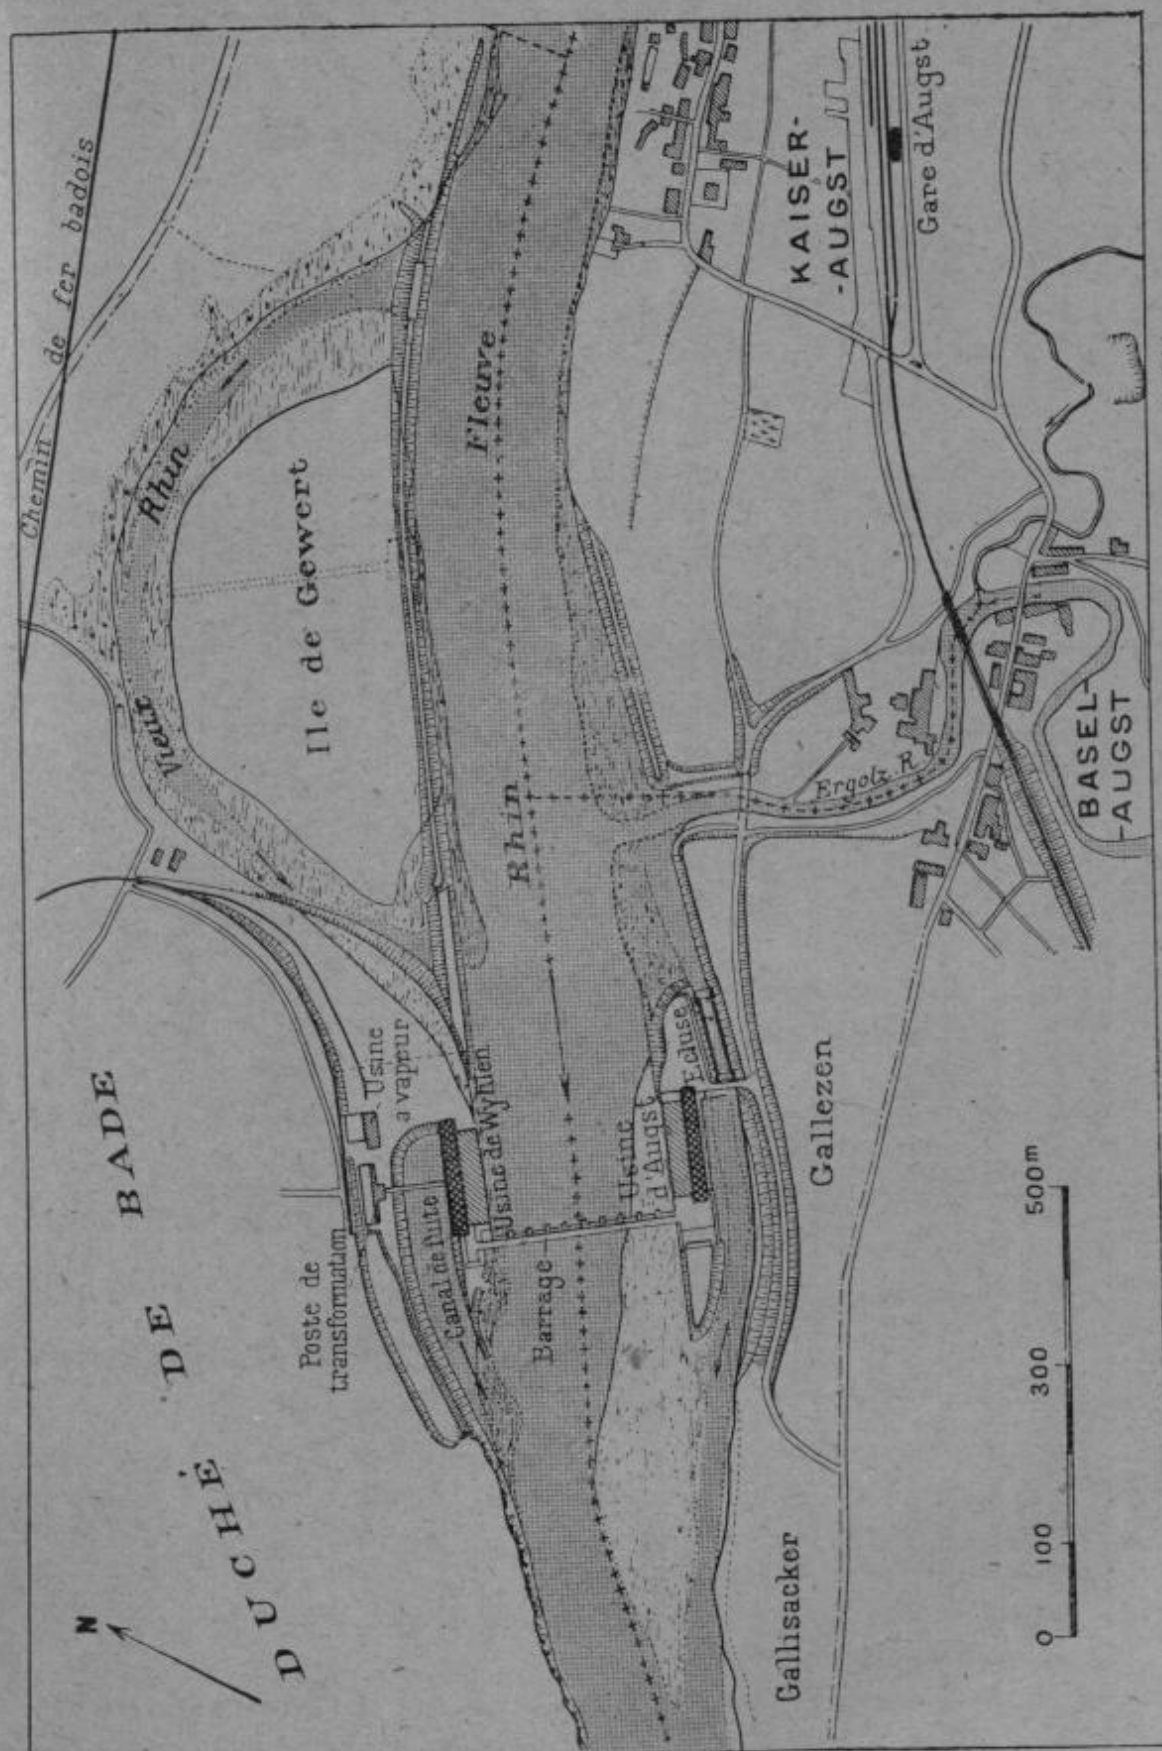 Chemin de fer badois
Vieux Rhin
Ile de Gewert
Fleuve
Rhin
KAISER-
-AUGST
Gare d'Augst
BASEL-
-AUGST
Ergolz R
DUCHÉ DE BADE
Usine
a vappur
Poste de
transformation
Canal de fuite
Usine de Wyhlen
Barrage
Usine
d'Augst
Ecluse
Gallezen
Gallisacker
N
0 100 300 500m